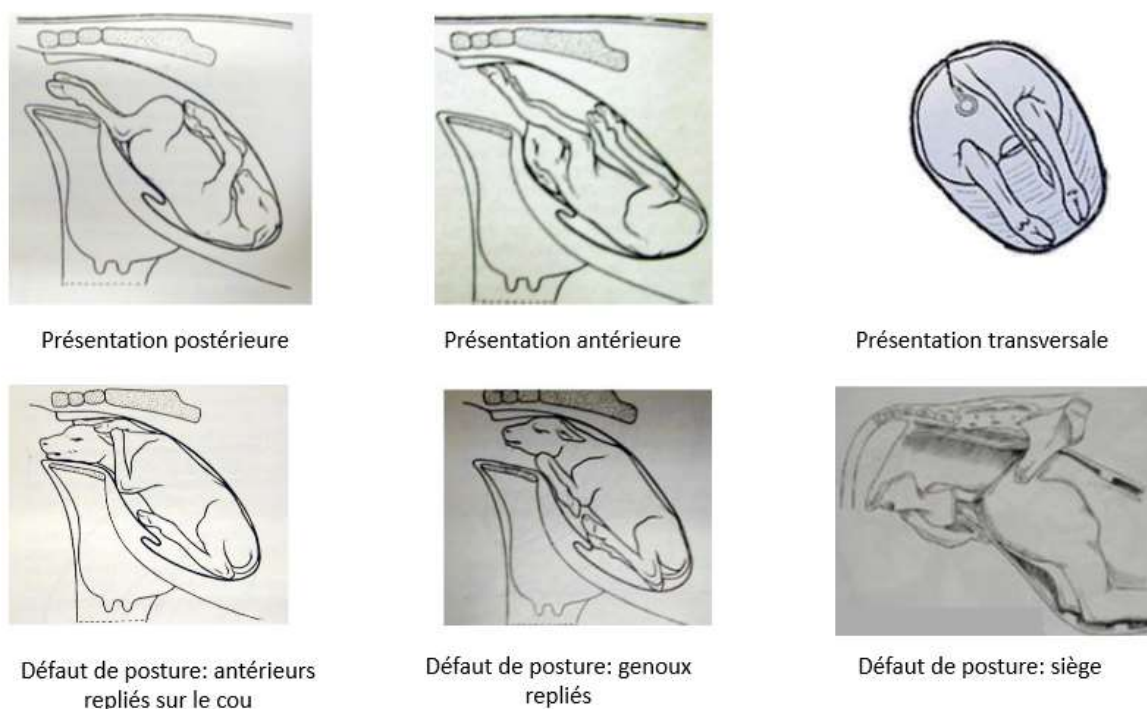 Présentation postérieure
Présentation antérieure
Présentation transversale
Défaut de posture: antérieurs
repliés sur le cou
Défaut de posture: genoux
repliés
Défaut de posture: siège